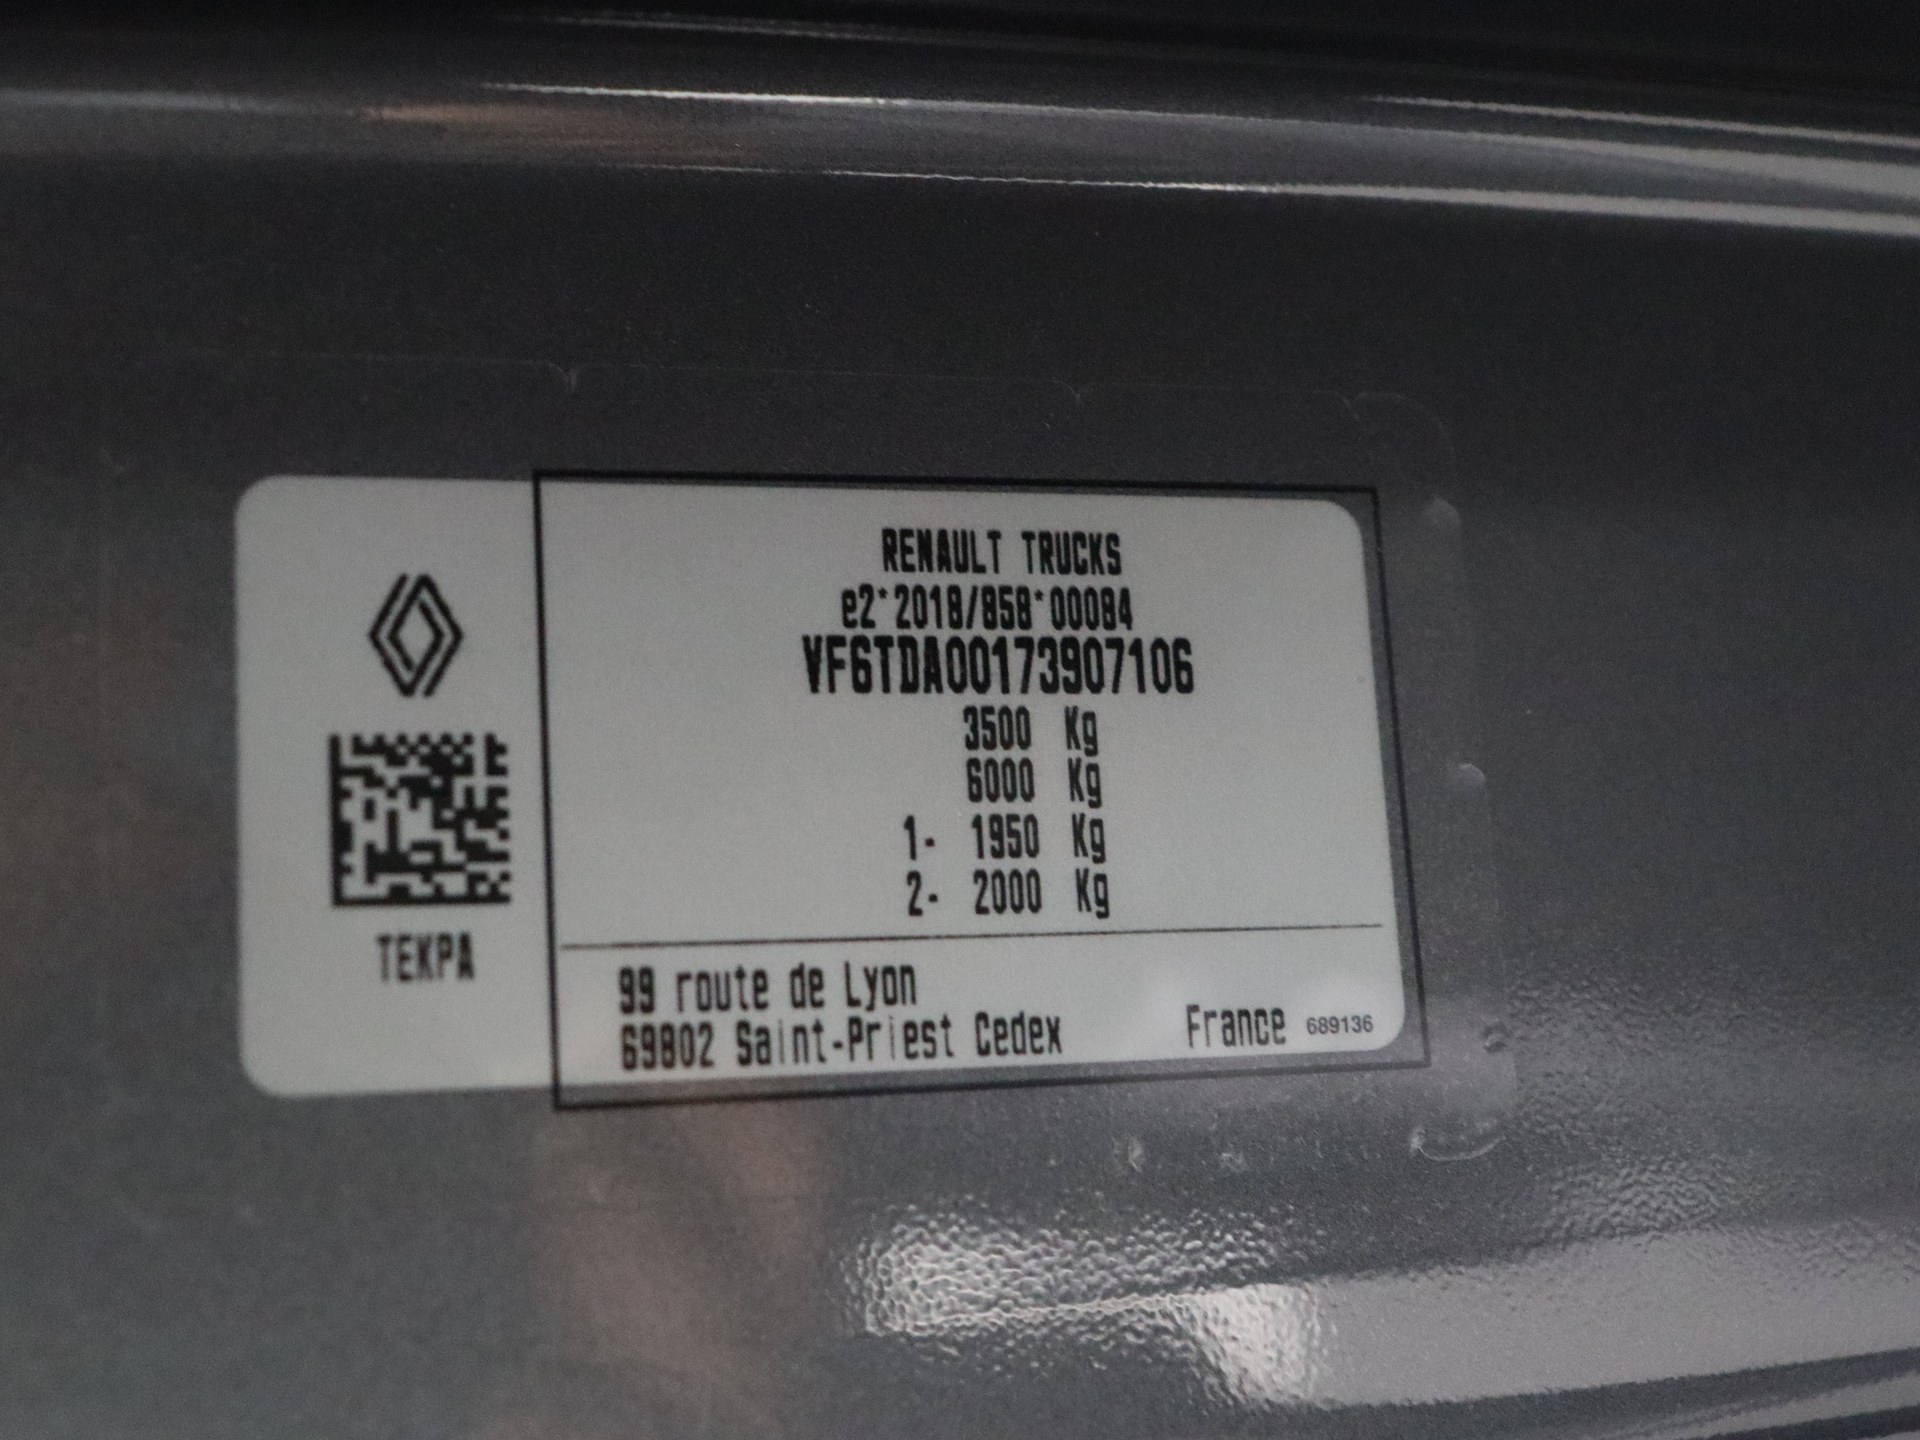 RENAULT TRUCKS
e2*2018/858*00084
VF6TDA00173907106
3500 Kg
6000 Kg
1- 1950 Kg
2- 2000 Kg
TEKPA
99 route de Lyon
69802 Saint-Priest Cedex France 689136